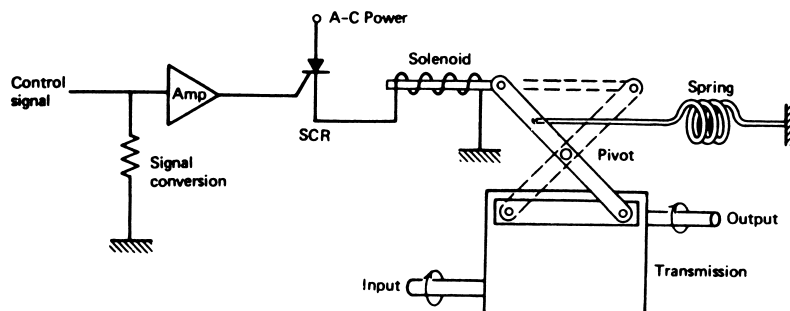 A-C Power
Solenoid
Control
signal
Amp
Spring
SCR
Signal
conversion
Pivot
Output
Input
Transmission